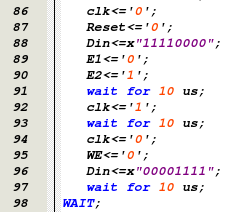 86 clk<='0';
87 Reset<='0';
88 Din<=x"11110000";
89 E1<='0';
90 E2<='1';
91 wait for 10 us;
92 clk<='1';
93 wait for 10 us;
94 clk<='0';
95 WE<='0';
96 Din<=x"00001111";
97 wait for 10 us;
98 WAIT;